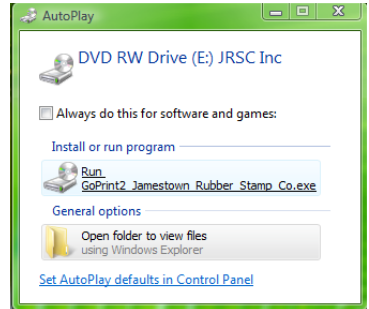 AutoPlay
DVD RW Drive (E:) JRSC Inc
Always do this for software and games:
Install or run program
Run
GoPrint2_Jamestown_Rubber_Stamp_Co.exe
General options
Open folder to view files
using Windows Explorer
Set AutoPlay defaults in Control Panel